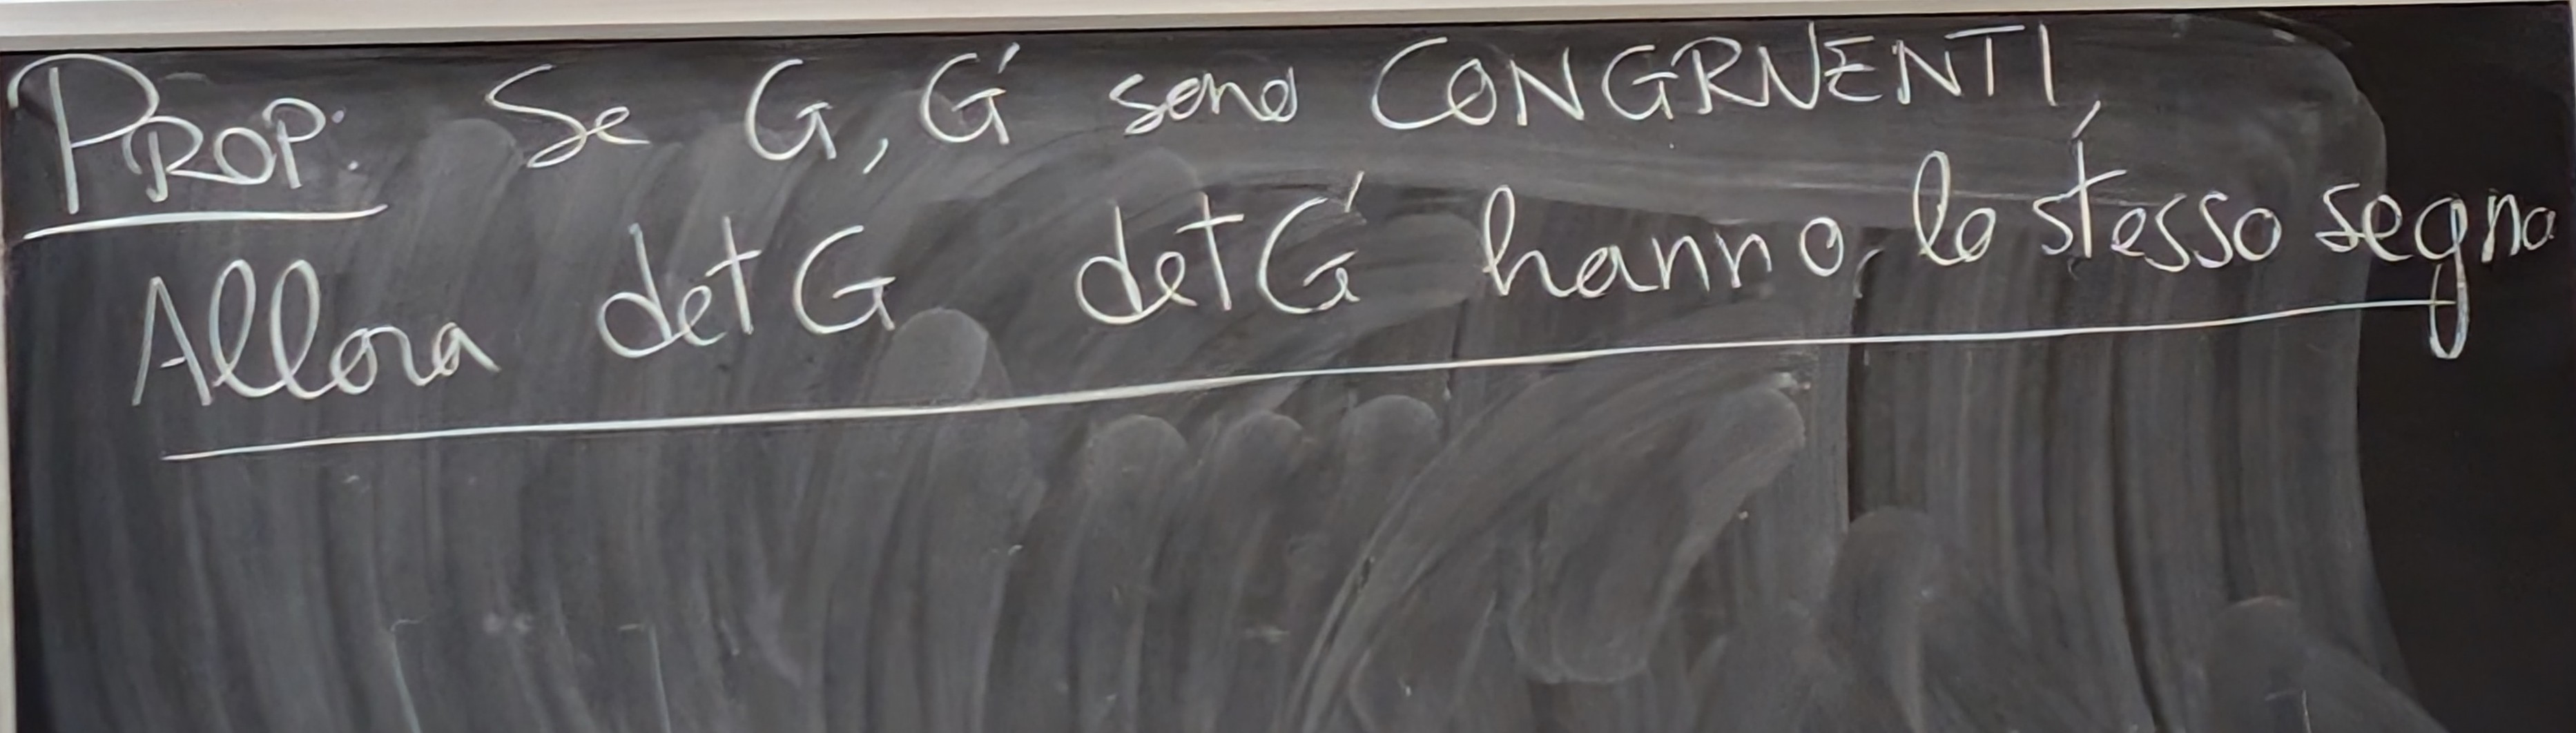 PROP: Se G, G' sono CONGRUENTI,
Allora det G det G' hanno lo stesso segno